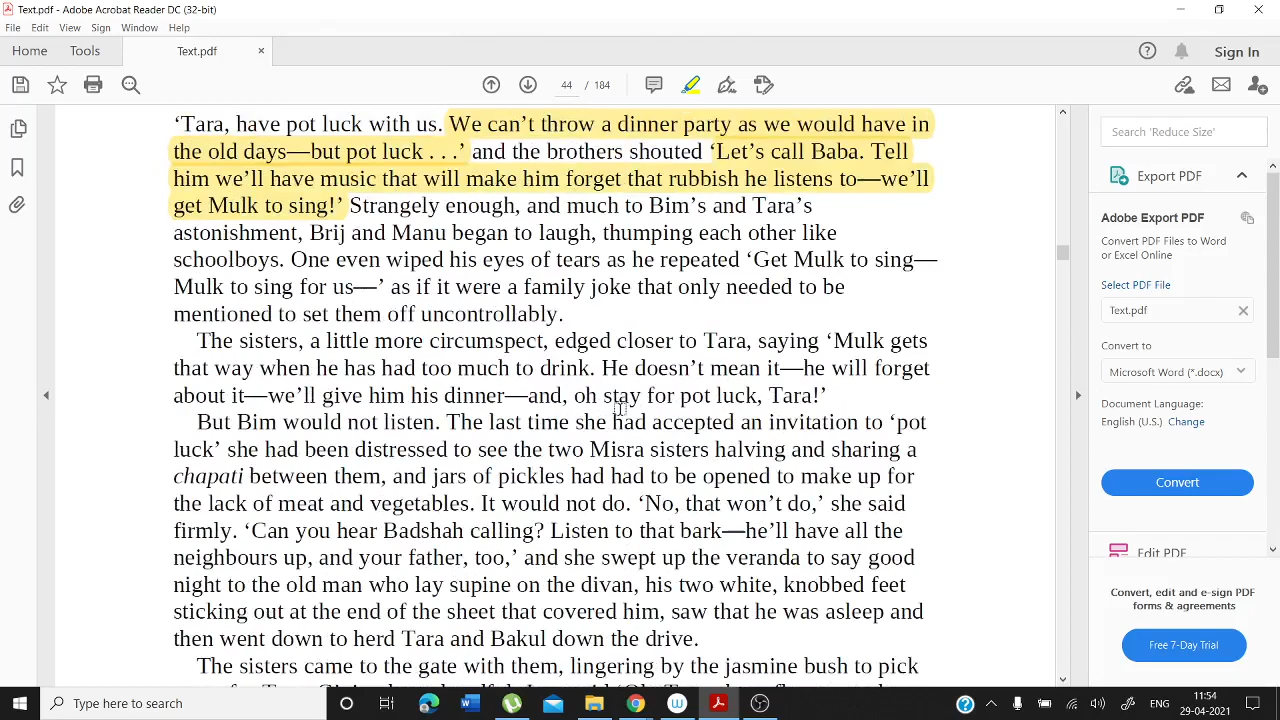 Text.pdf - Adobe Acrobat Reader DC (32-bit)
File Edit View Sign Window Help
Home Tools Text.pdf × Sign In
44 / 184
‘Tara, have pot luck with us. We can’t throw a dinner party as we would have in
the old days—but pot luck . . .’ and the brothers shouted ‘Let’s call Baba. Tell
him we’ll have music that will make him forget that rubbish he listens to—we’ll
get Mulk to sing!’ Strangely enough, and much to Bim’s and Tara’s
astonishment, Brij and Manu began to laugh, thumping each other like
schoolboys. One even wiped his eyes of tears as he repeated ‘Get Mulk to sing—
Mulk to sing for us—’ as if it were a family joke that only needed to be
mentioned to set them off uncontrollably.
The sisters, a little more circumspect, edged closer to Tara, saying ‘Mulk gets
that way when he has had too much to drink. He doesn’t mean it—he will forget
about it—we’ll give him his dinner—and, oh stay for pot luck, Tara!’
But Bim would not listen. The last time she had accepted an invitation to ‘pot
luck’ she had been distressed to see the two Misra sisters halving and sharing a
chapati between them, and jars of pickles had had to be opened to make up for
the lack of meat and vegetables. It would not do. ‘No, that won’t do,’ she said
firmly. ‘Can you hear Badshah calling? Listen to that bark—he’ll have all the
neighbours up, and your father, too,’ and she swept up the veranda to say good
night to the old man who lay supine on the divan, his two white, knobbed feet
sticking out at the end of the sheet that covered him, saw that he was asleep and
then went down to herd Tara and Bakul down the drive.
The sisters came to the gate with them, lingering by the jasmine bush to pick
Search 'Reduce Size'
Export PDF
Adobe Export PDF
Convert PDF Files to Word
or Excel Online
Select PDF File
Text.pdf
Convert to
Microsoft Word (*.docx)
Document Language:
English (U.S.) Change
Convert
Edit PDF
Convert, edit and e-sign PDF
forms & agreements
Free 7-Day Trial
Type here to search
ENG
11:54
29-04-2021